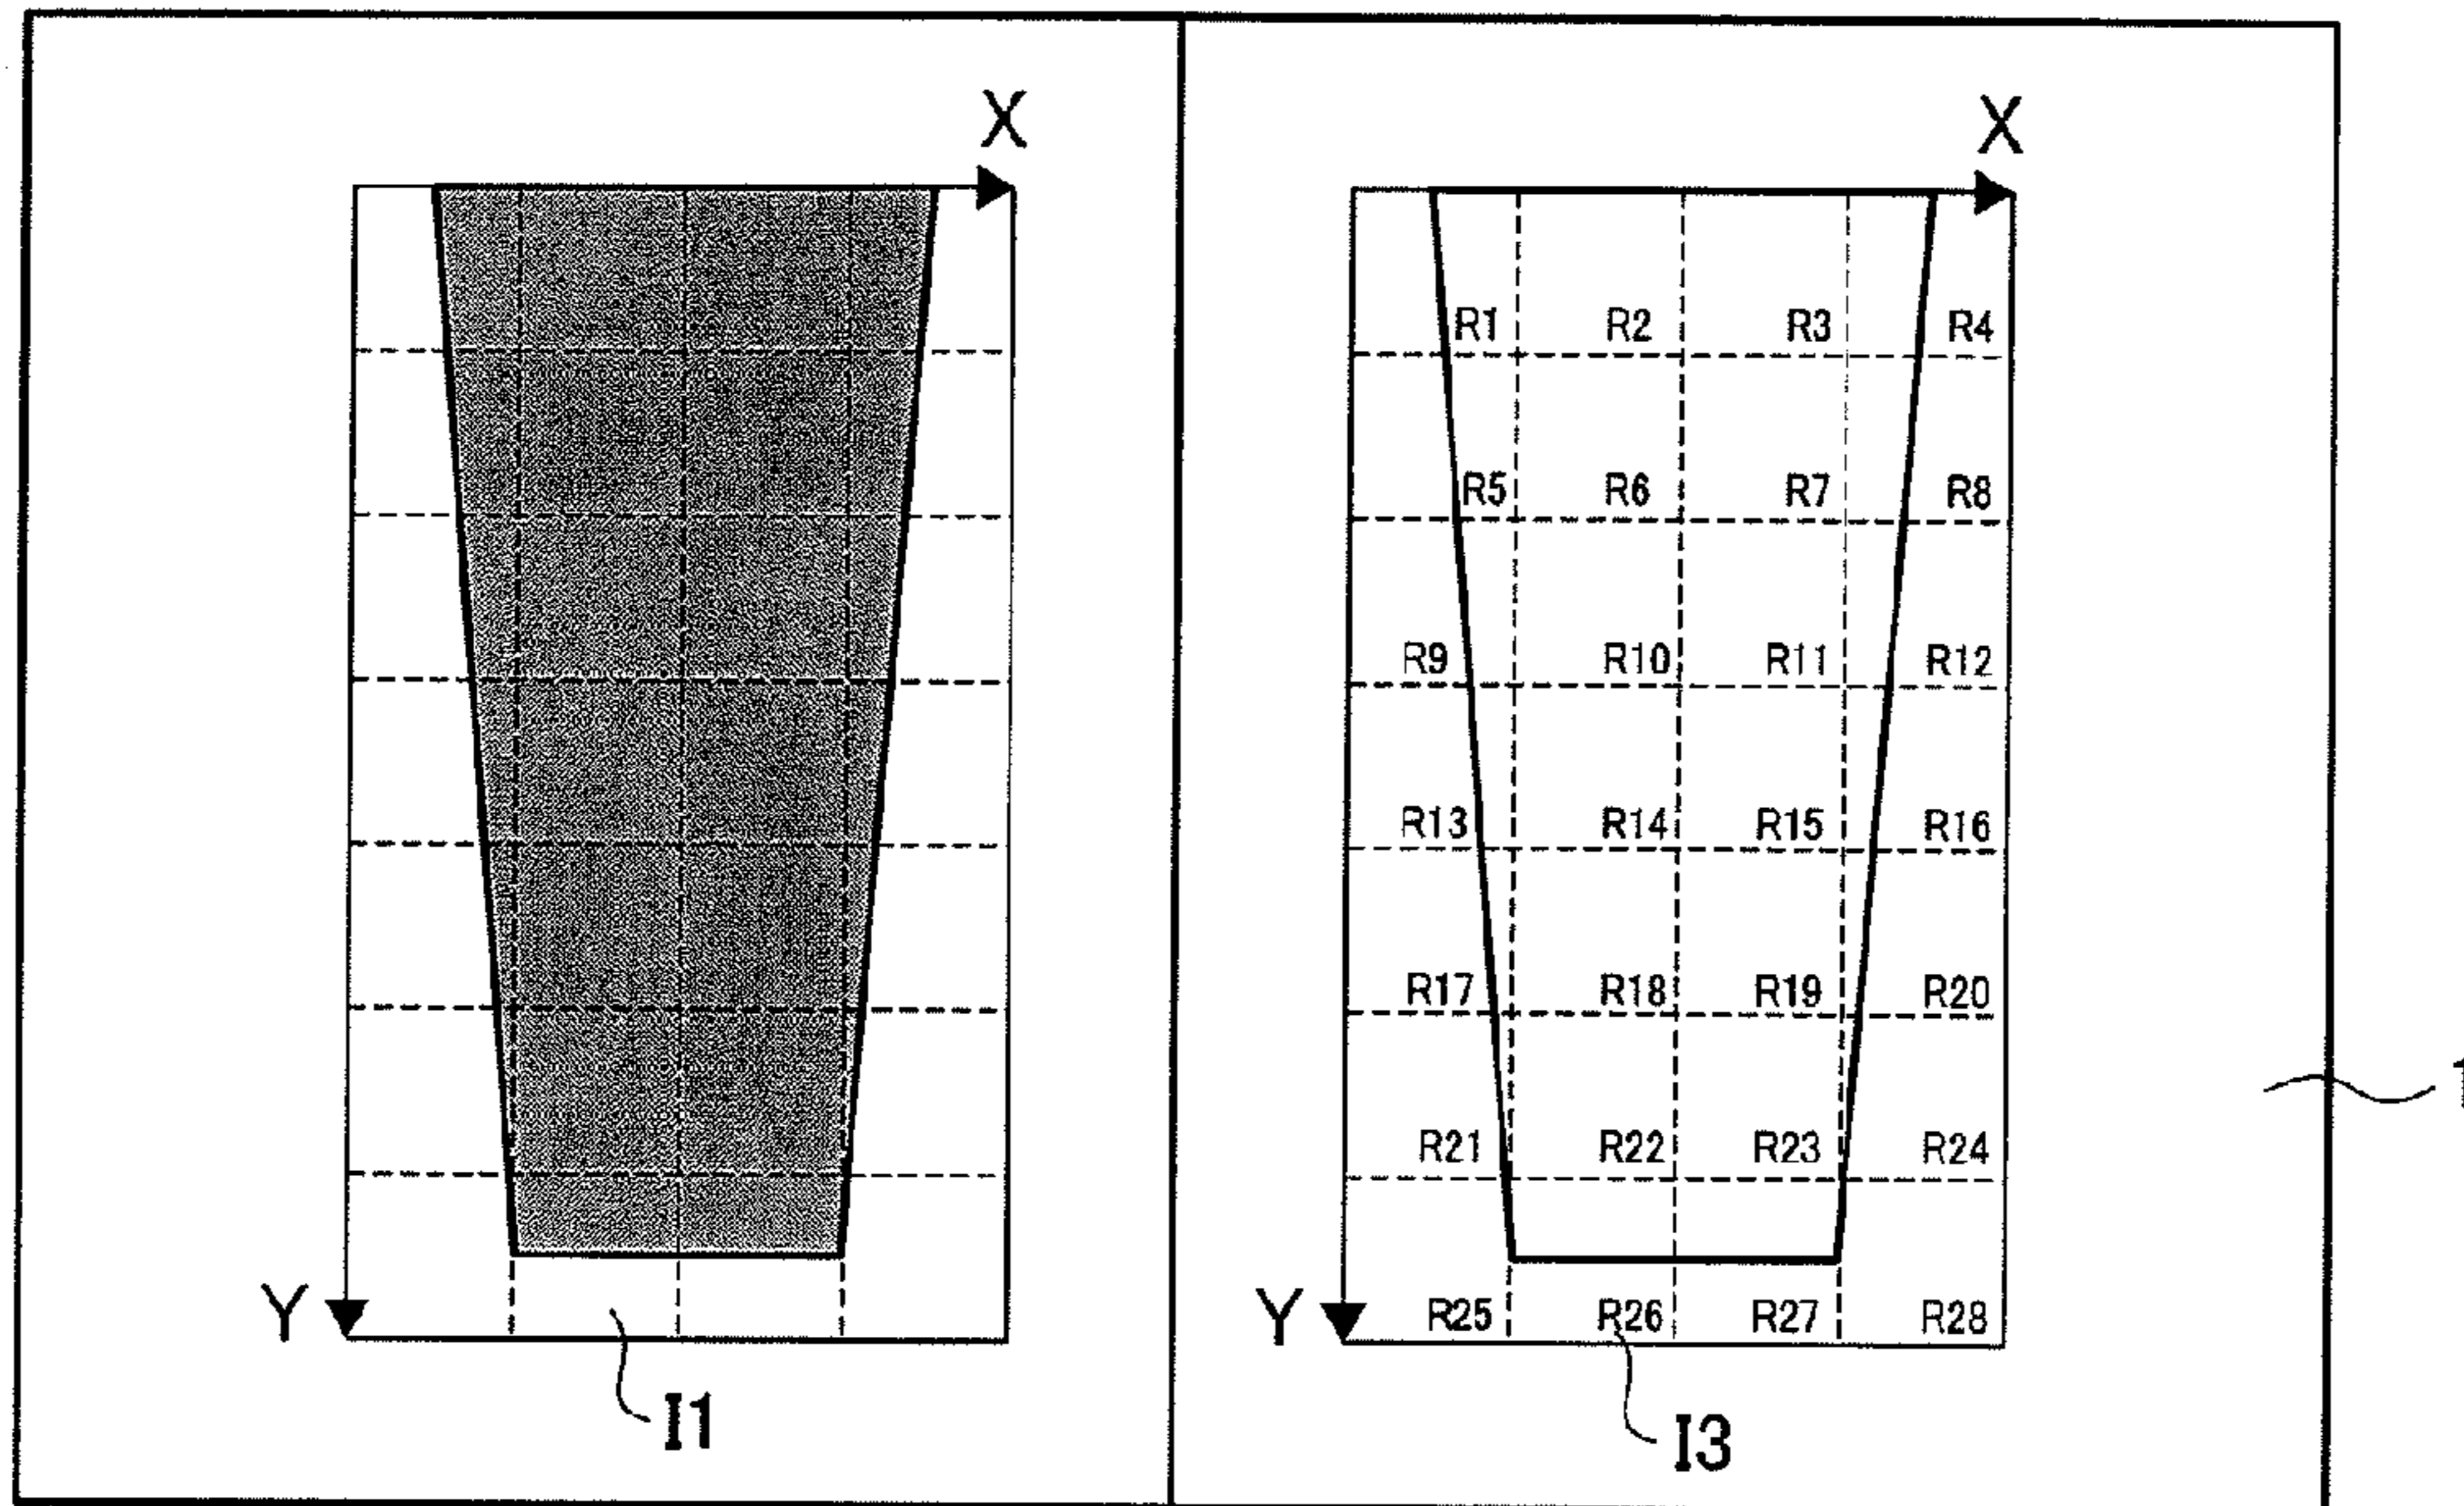 X
Y
I1
X
R1 R2 R3 R4
R5 R6 R7 R8
R9 R10 R11 R12
R13 R14 R15 R16
R17 R18 R19 R20
R21 R22 R23 R24
Y
R25 R26 R27 R28
I3